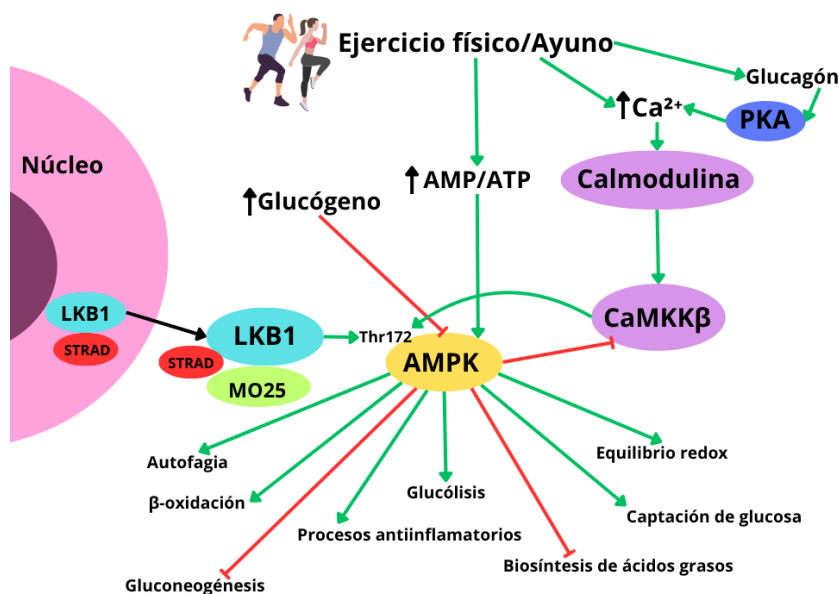 Ejercicio físico/Ayuno
Glucagón
↑Ca²⁺
PKA
Núcleo
↑AMP/ATP
Calmodulina
↑Glucógeno
LKB1
STRAD
LKB1
STRAD
MO25
Thr172
CaMKKβ
AMPK
Autofagia
Equilibrio redox
β-oxidación
Glucólisis
Captación de glucosa
Procesos antiinflamatorios
Biosíntesis de ácidos grasos
Gluconeogénesis